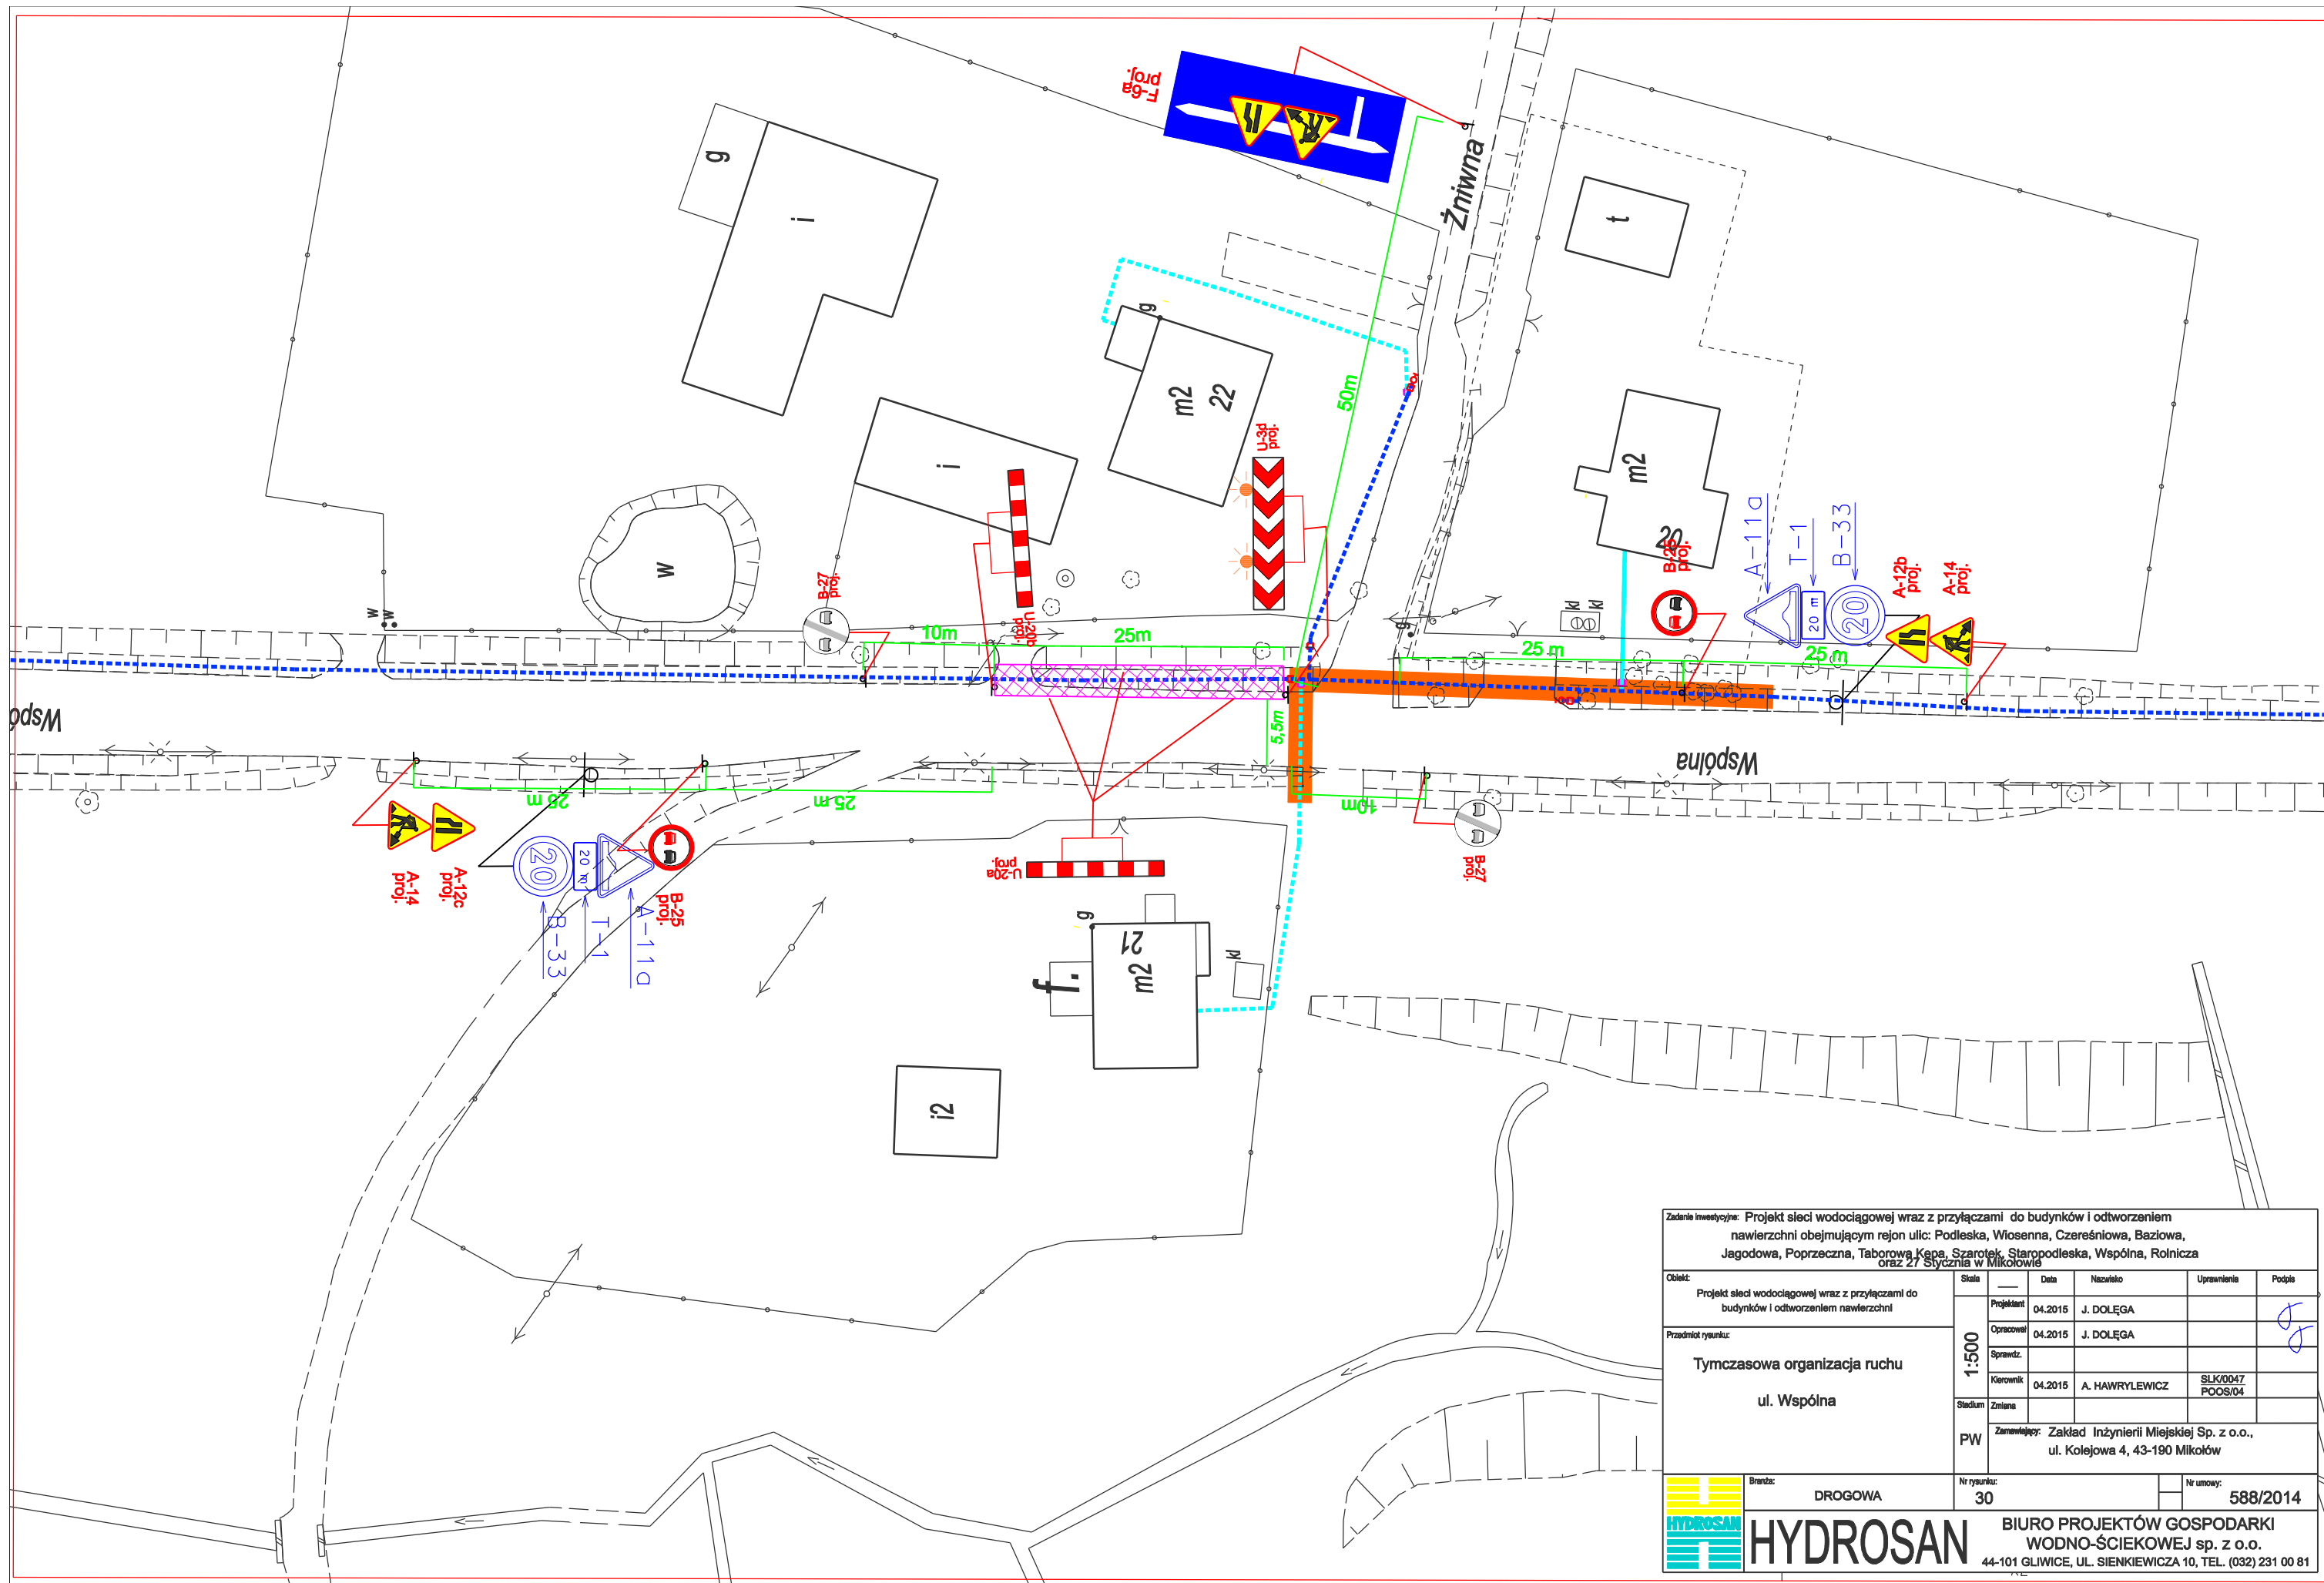 F-6a
proj.
Żniwna
g
i
t
g
m2
22
50m
i
U-3d
proj.
m2
20
B-25
proj.
A-11a
T-1
B-33
20 m
20
A-12b
proj.
A-14
proj.
w
w
w
B-27
proj.
U-20b
proj.
10m
25m
g
kl
kl
25 m
25 m
Wspó
5,5m
Wspólna
25 m
25 m
10m
B-27
proj.
A-14
proj.
A-12c
proj.
20
20 m
B-33
T-1
A-11a
B-25
proj.
U-20a
proj.
g
21
m2
f.
kl
i2
Zadanie inwestycyjne: Projekt sieci wodociągowej wraz z przyłączami do budynków i odtworzeniem
nawierzchni obejmującym rejon ulic: Podleska, Wiosenna, Czereśniowa, Baziowa,
Jagodowa, Poprzeczna, Taborowa Kępa, Szarotek, Staropodleska, Wspólna, Rolnicza
oraz 27 Stycznia w Mikołowie
Obiekt:
Projekt sieci wodociągowej wraz z przyłączami do
budynków i odtworzeniem nawierzchni
Skala
Data
Nazwisko
Uprawnienia
Podpis
1:500
Projektant
04.2015
J. DOLĘGA
Opracował
04.2015
J. DOLĘGA
Sprawdz.
Kierownik
04.2015
A. HAWRYLEWICZ
SLK/0047
POOS/04
Przedmiot rysunku:
Tymczasowa organizacja ruchu
ul. Wspólna
Stadium
Zmiana
PW
Zamawiający: Zakład Inżynierii Miejskiej Sp. z o.o.,
ul. Kolejowa 4, 43-190 Mikołów
Branża:
DROGOWA
Nr rysunku:
30
Nr umowy:
588/2014
HYDROSAN
HYDROSAN
BIURO PROJEKTÓW GOSPODARKI
WODNO-ŚCIEKOWEJ sp. z o.o.
44-101 GLIWICE, UL. SIENKIEWICZA 10, TEL. (032) 231 00 81